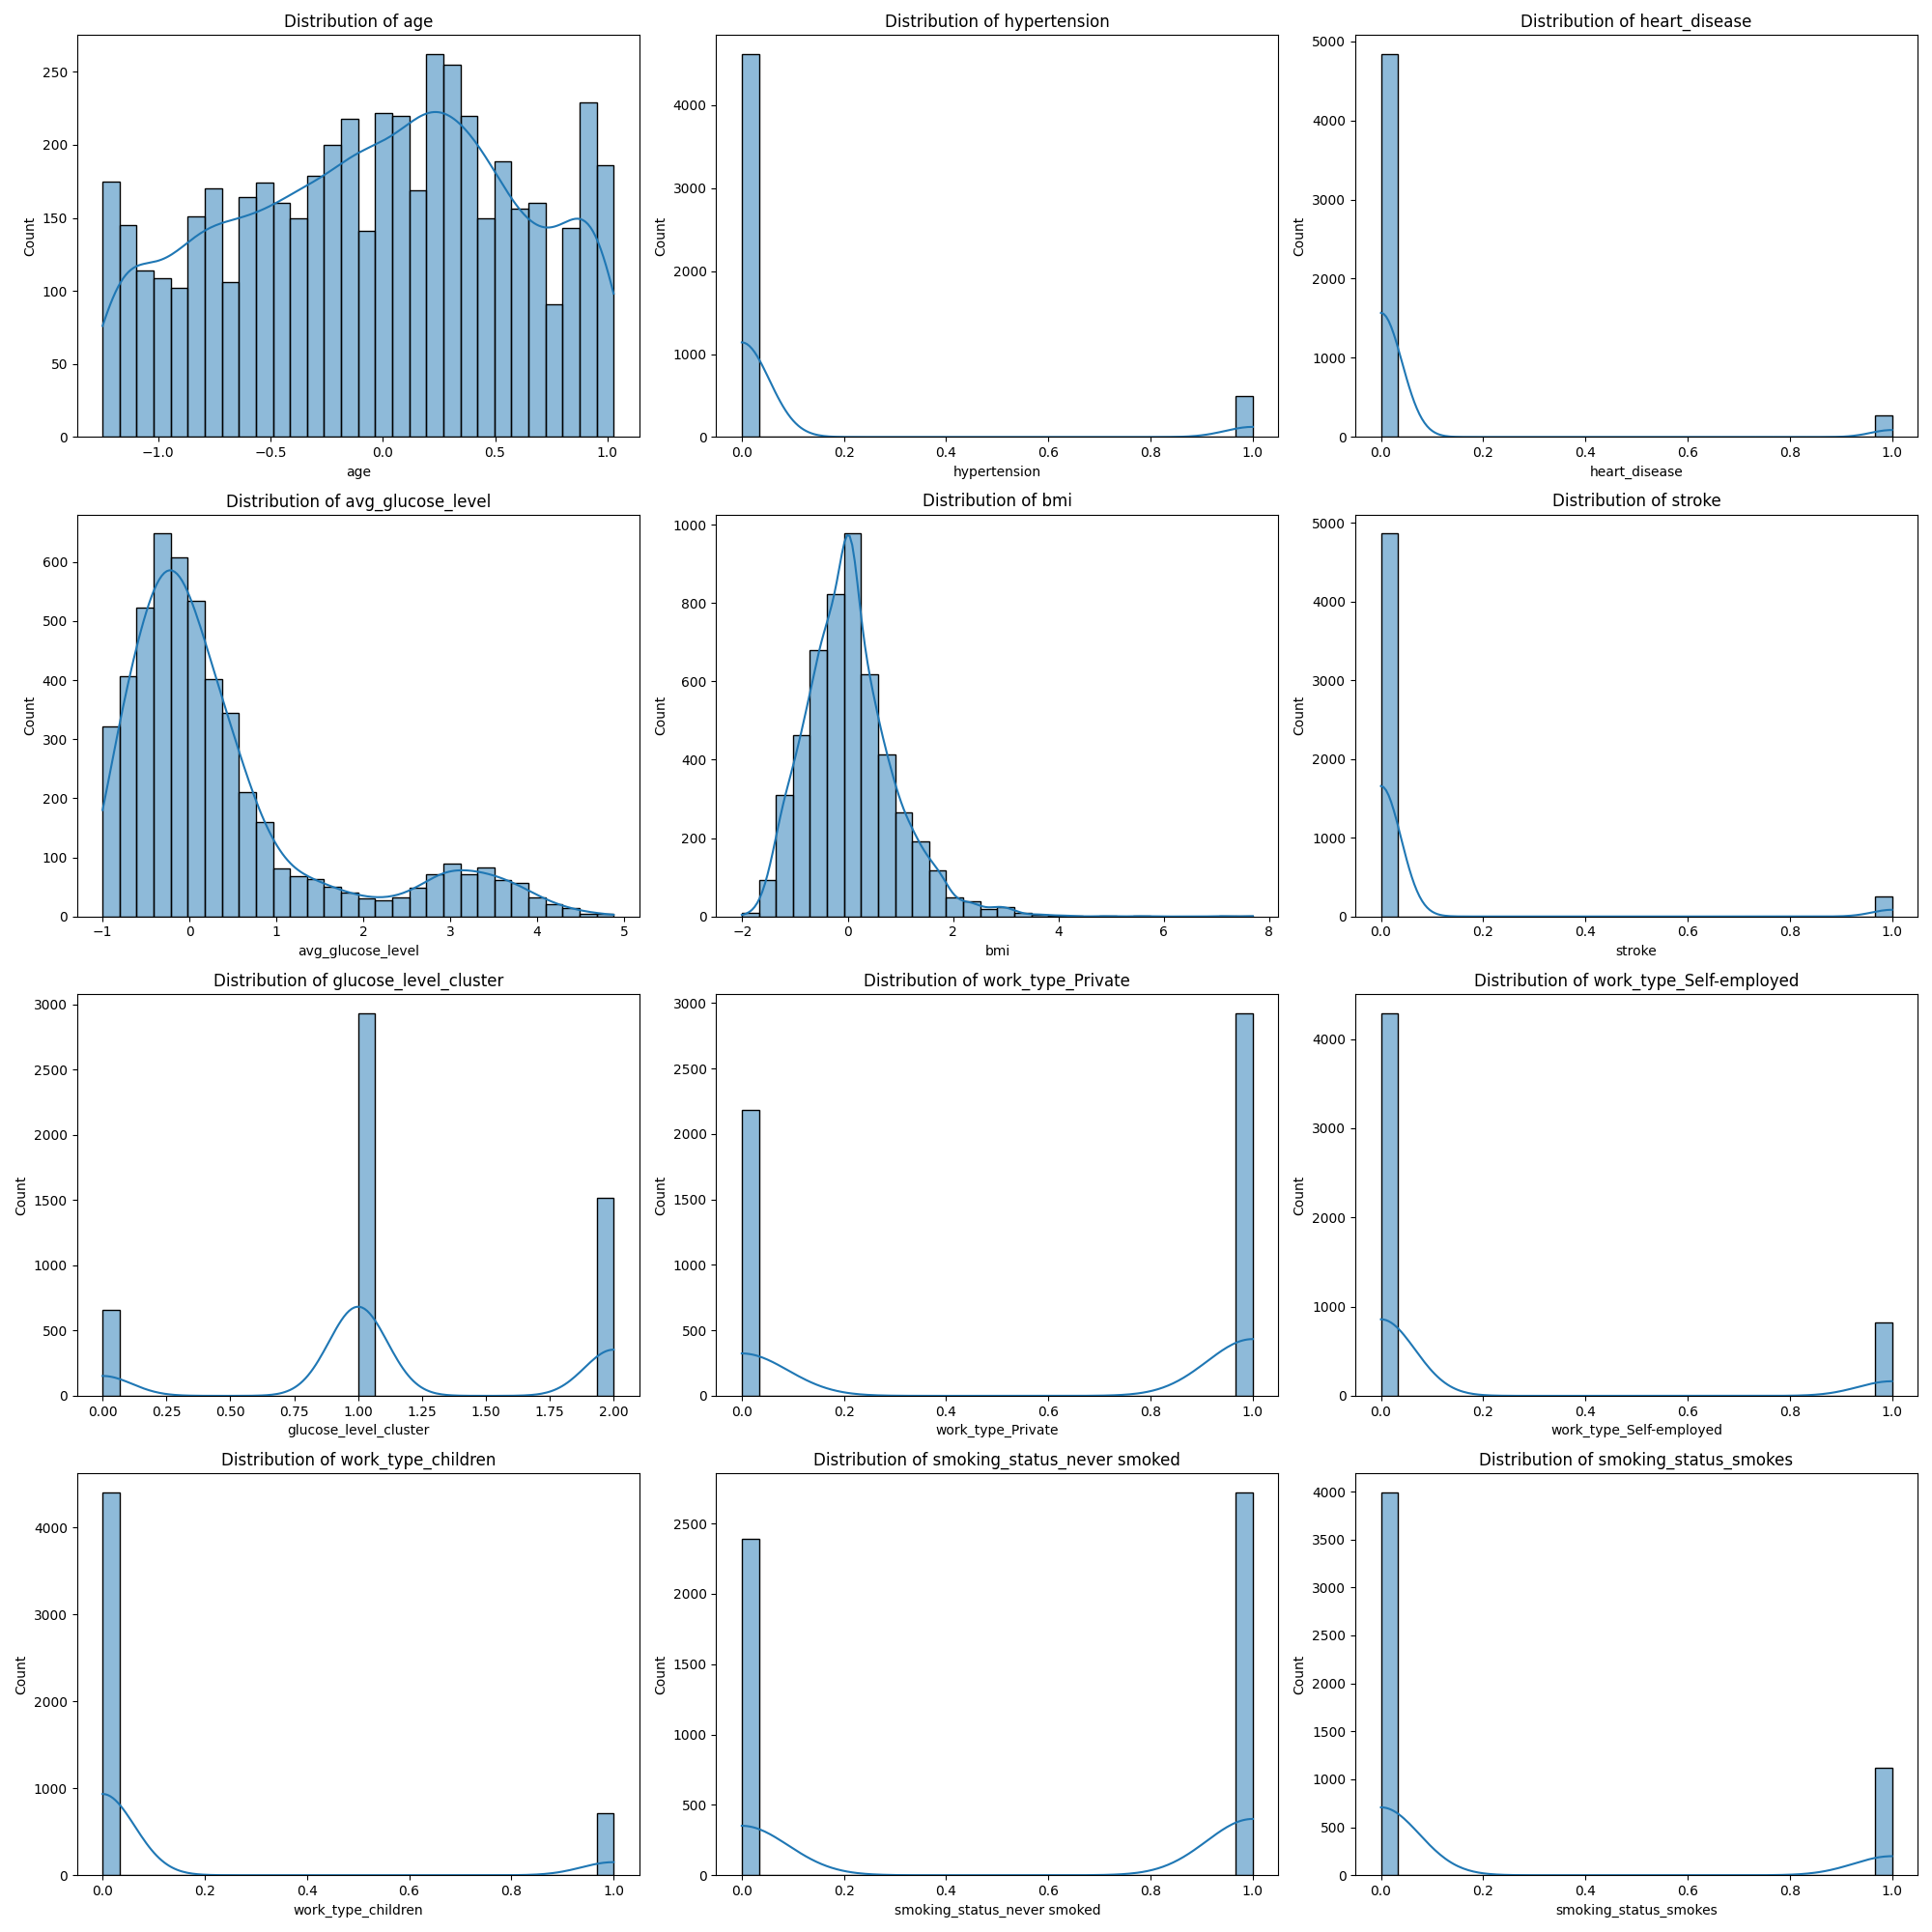 Distribution of age
250
200
150
100
50
0
Count
−1.0 −0.5 0.0 0.5 1.0
age
Distribution of hypertension
4000
3000
2000
1000
0
Count
0.0 0.2 0.4 0.6 0.8 1.0
hypertension
Distribution of heart_disease
5000
4000
3000
2000
1000
0
Count
0.0 0.2 0.4 0.6 0.8 1.0
heart_disease
Distribution of avg_glucose_level
600
500
400
300
200
100
0
Count
−1 0 1 2 3 4 5
avg_glucose_level
Distribution of bmi
1000
800
600
400
200
0
Count
−2 0 2 4 6 8
bmi
Distribution of stroke
5000
4000
3000
2000
1000
0
Count
0.0 0.2 0.4 0.6 0.8 1.0
stroke
Distribution of glucose_level_cluster
3000
2500
2000
1500
1000
500
0
Count
0.00 0.25 0.50 0.75 1.00 1.25 1.50 1.75 2.00
glucose_level_cluster
Distribution of work_type_Private
3000
2500
2000
1500
1000
500
0
Count
0.0 0.2 0.4 0.6 0.8 1.0
work_type_Private
Distribution of work_type_Self-employed
4000
3000
2000
1000
0
Count
0.0 0.2 0.4 0.6 0.8 1.0
work_type_Self-employed
Distribution of work_type_children
4000
3000
2000
1000
0
Count
0.0 0.2 0.4 0.6 0.8 1.0
work_type_children
Distribution of smoking_status_never smoked
2500
2000
1500
1000
500
0
Count
0.0 0.2 0.4 0.6 0.8 1.0
smoking_status_never smoked
Distribution of smoking_status_smokes
4000
3500
3000
2500
2000
1500
1000
500
0
Count
0.0 0.2 0.4 0.6 0.8 1.0
smoking_status_smokes